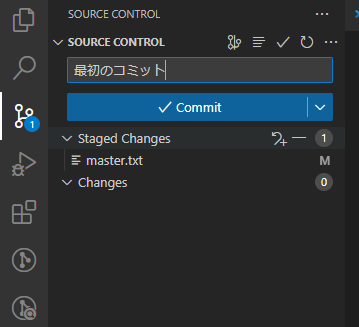 SOURCE CONTROL
SOURCE CONTROL
最初のコミット
Commit
1
Staged Changes 1
master.txt M
Changes 0